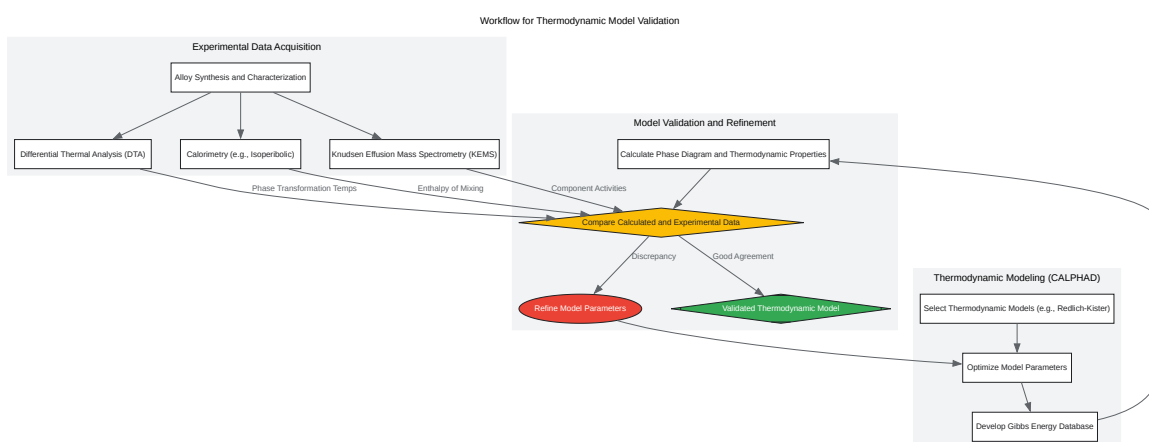 Workflow for Thermodynamic Model Validation
Experimental Data Acquisition
Alloy Synthesis and Characterization
Differential Thermal Analysis (DTA)
Calorimetry (e.g., Isoperibolic)
Knudsen Effusion Mass Spectrometry (KEMS)
Phase Transformation Temps
Enthalpy of Mixing
Component Activities
Model Validation and Refinement
Calculate Phase Diagram and Thermodynamic Properties
Compare Calculated and Experimental Data
Discrepancy
Good Agreement
Refine Model Parameters
Validated Thermodynamic Model
Thermodynamic Modeling (CALPHAD)
Select Thermodynamic Models (e.g., Redlich-Kister)
Optimize Model Parameters
Develop Gibbs Energy Database